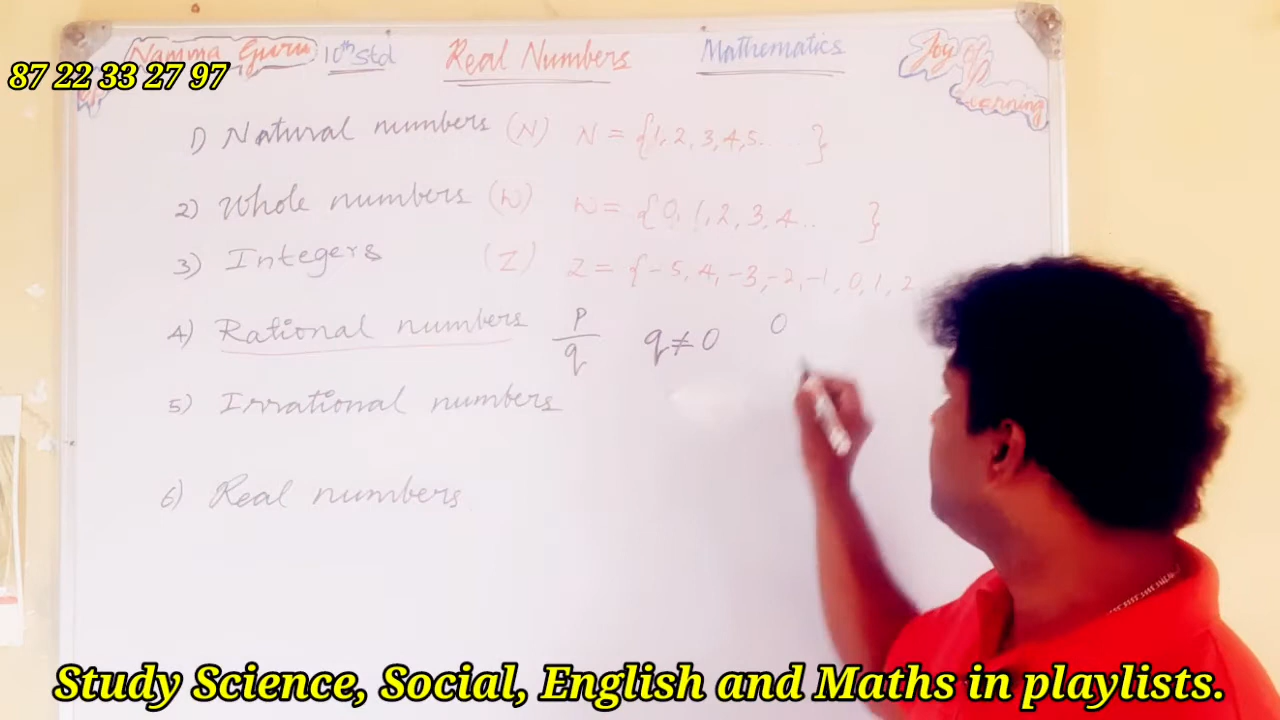 Namma Guru 10th Std Real Numbers Mathematics Joy of Learning
87 22 33 27 97
1) Natural numbers (N) N = {1, 2, 3, 4, 5.. }
2) Whole numbers (W) W = {0, 1, 2, 3, 4... }
3) Integers (Z) Z = {-5, 4, -3, -2, -1, 0, 1, 2
4) Rational numbers p/q q ≠ 0 0
5) Irrational numbers
6) Real numbers
Study Science, Social, English and Maths in playlists.